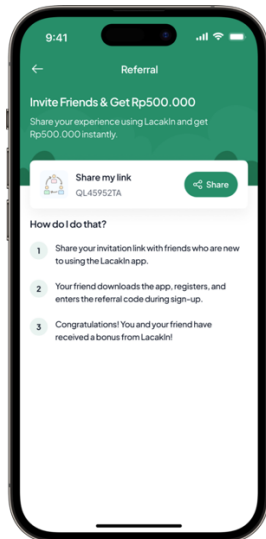 9:41
Referral
Invite Friends & Get Rp500.000
Share your experience using LacakIn and get
Rp500.000 instantly.
Share my link
QL45952TA
Share
How do I do that?
1 Share your invitation link with friends who are new
to using the LacakIn app.
2 Your friend downloads the app, registers, and
enters the referral code during sign-up.
3 Congratulations! You and your friend have
received a bonus from LacakIn!